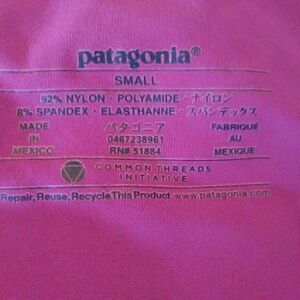 patagonia®
SMALL
92% NYLON · POLYAMIDE · ナイロン
8% SPANDEX · ELASTHANNE · スパンデックス
MADE パタゴニア FABRIQUÉ
IN 0467238961 AU
MEXICO RN# 51884 MEXIQUE
COMMON THREADS
INITIATIVE
Repair, Reuse, Recycle This Product www.patagonia.com